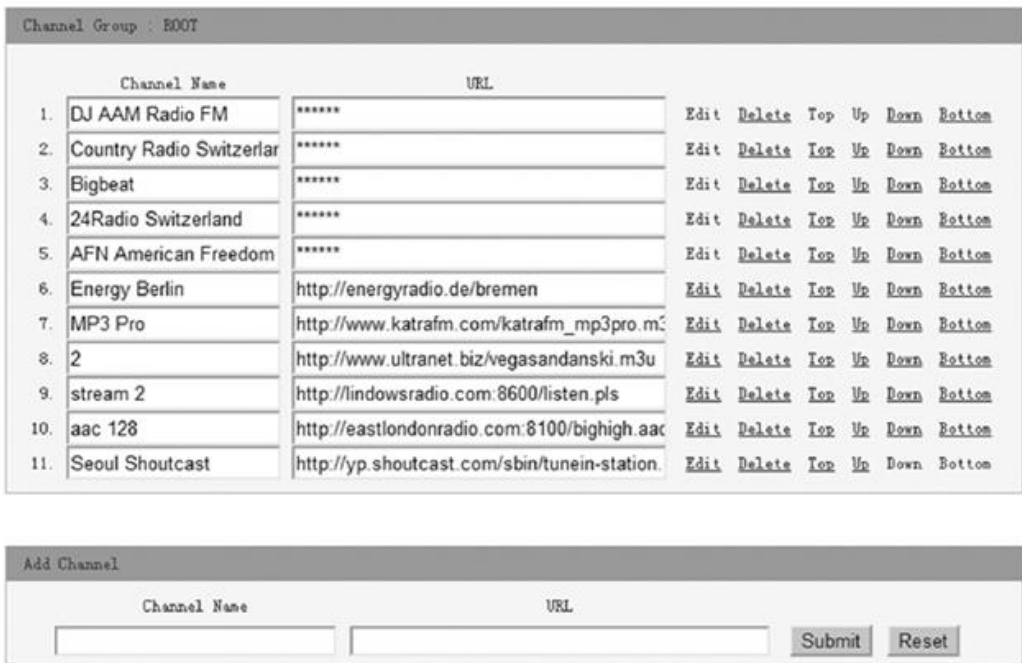 Channel Group : ROOT
Channel Name URL
1. DJ AAM Radio FM ****** Edit Delete Top Up Down Bottom
2. Country Radio Switzerlar ****** Edit Delete Top Up Down Bottom
3. Bigbeat ****** Edit Delete Top Up Down Bottom
4. 24Radio Switzerland ****** Edit Delete Top Up Down Bottom
5. AFN American Freedom ****** Edit Delete Top Up Down Bottom
6. Energy Berlin http://energyradio.de/bremen Edit Delete Top Up Down Bottom
7. MP3 Pro http://www.katrafm.com/katrafm_mp3pro.m3 Edit Delete Top Up Down Bottom
8. 2 http://www.ultranet.biz/vegasandanski.m3u Edit Delete Top Up Down Bottom
9. stream 2 http://lindowsradio.com:8600/listen.pls Edit Delete Top Up Down Bottom
10. aac 128 http://eastlondonradio.com:8100/bighigh.aac Edit Delete Top Up Down Bottom
11. Seoul Shoutcast http://yp.shoutcast.com/sbin/tunein-station. Edit Delete Top Up Down Bottom
Add Channel
Channel Name URL
Submit Reset